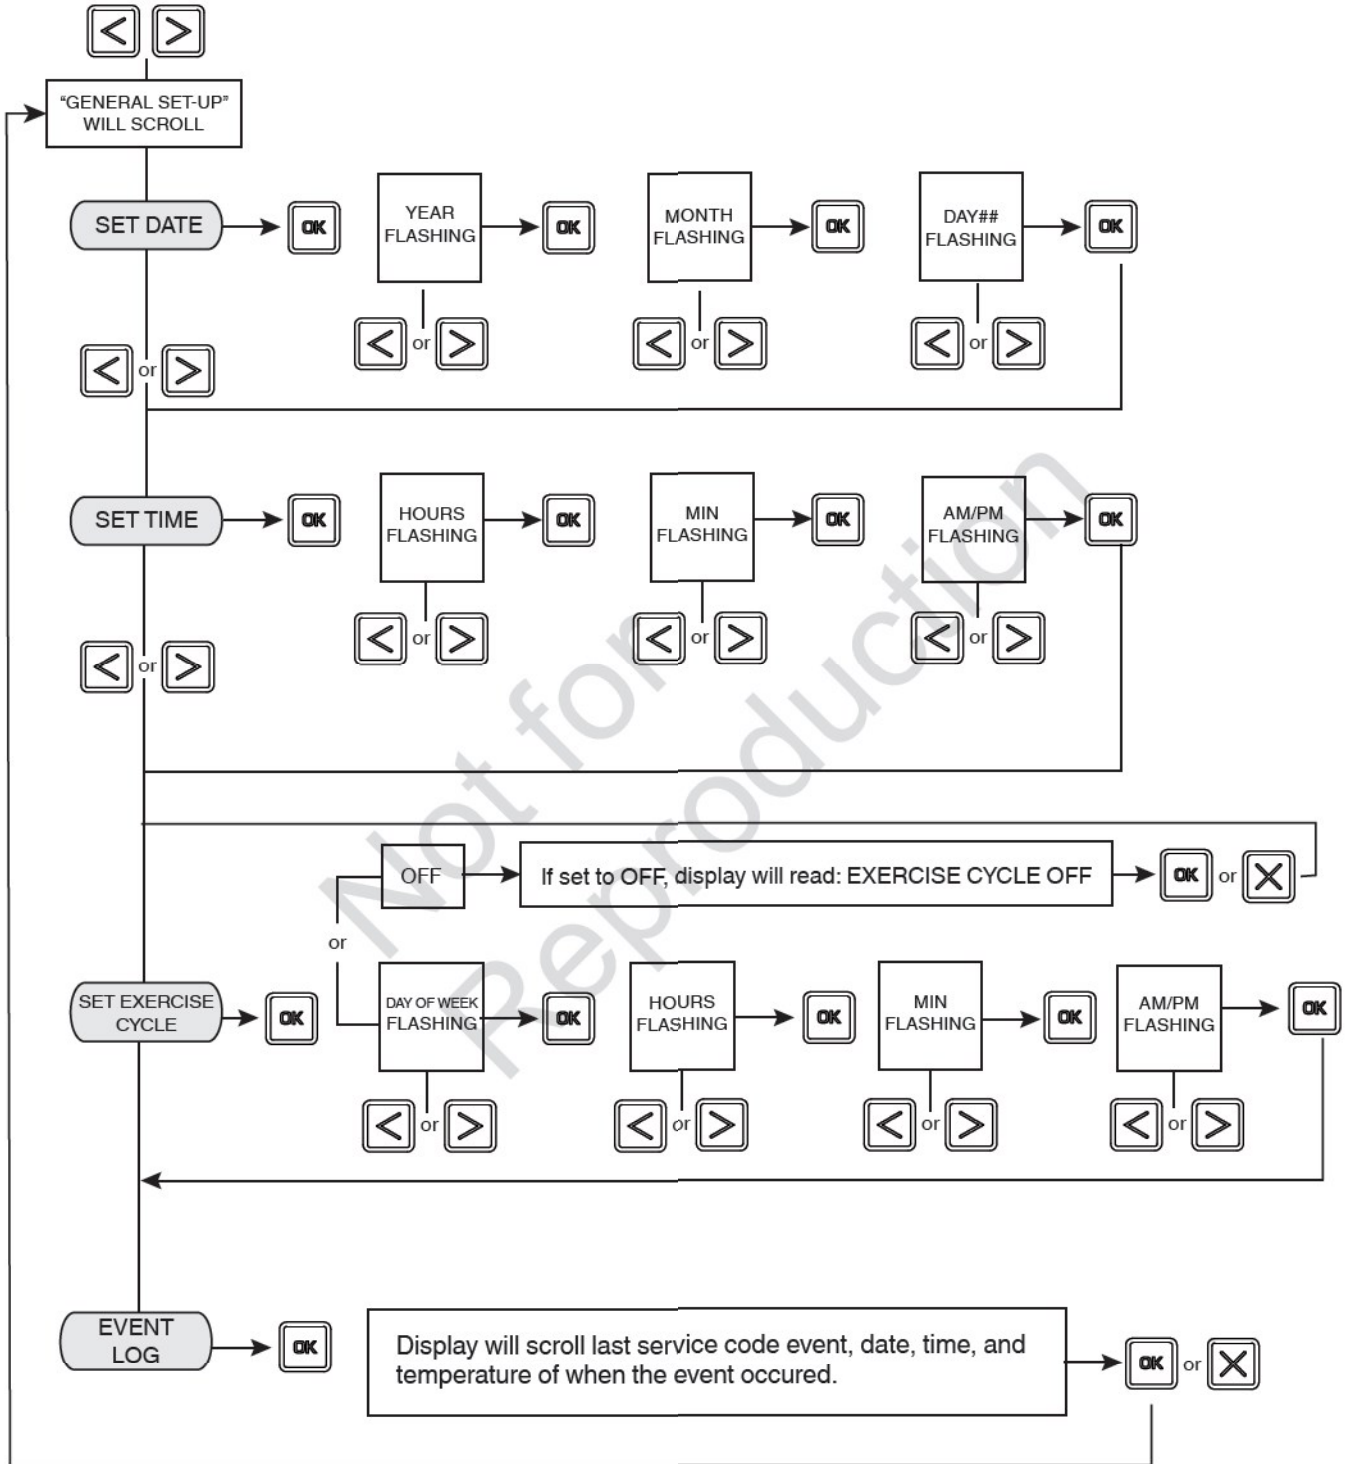 < >
"GENERAL SET-UP"
WILL SCROLL
SET DATE
OK
YEAR
FLASHING
OK
MONTH
FLASHING
OK
DAY##
FLASHING
OK
< or >
< or >
< or >
< or >
SET TIME
OK
HOURS
FLASHING
OK
MIN
FLASHING
OK
AM/PM
FLASHING
OK
< or >
< or >
< or >
< or >
Not for
Reproduction
OFF
If set to OFF, display will read: EXERCISE CYCLE OFF
OK or X
or
SET EXERCISE
CYCLE
OK
DAY OF WEEK
FLASHING
OK
HOURS
FLASHING
OK
MIN
FLASHING
OK
AM/PM
FLASHING
OK
< or >
< or >
< or >
< or >
EVENT
LOG
OK
Display will scroll last service code event, date, time, and
temperature of when the event occured.
OK or X